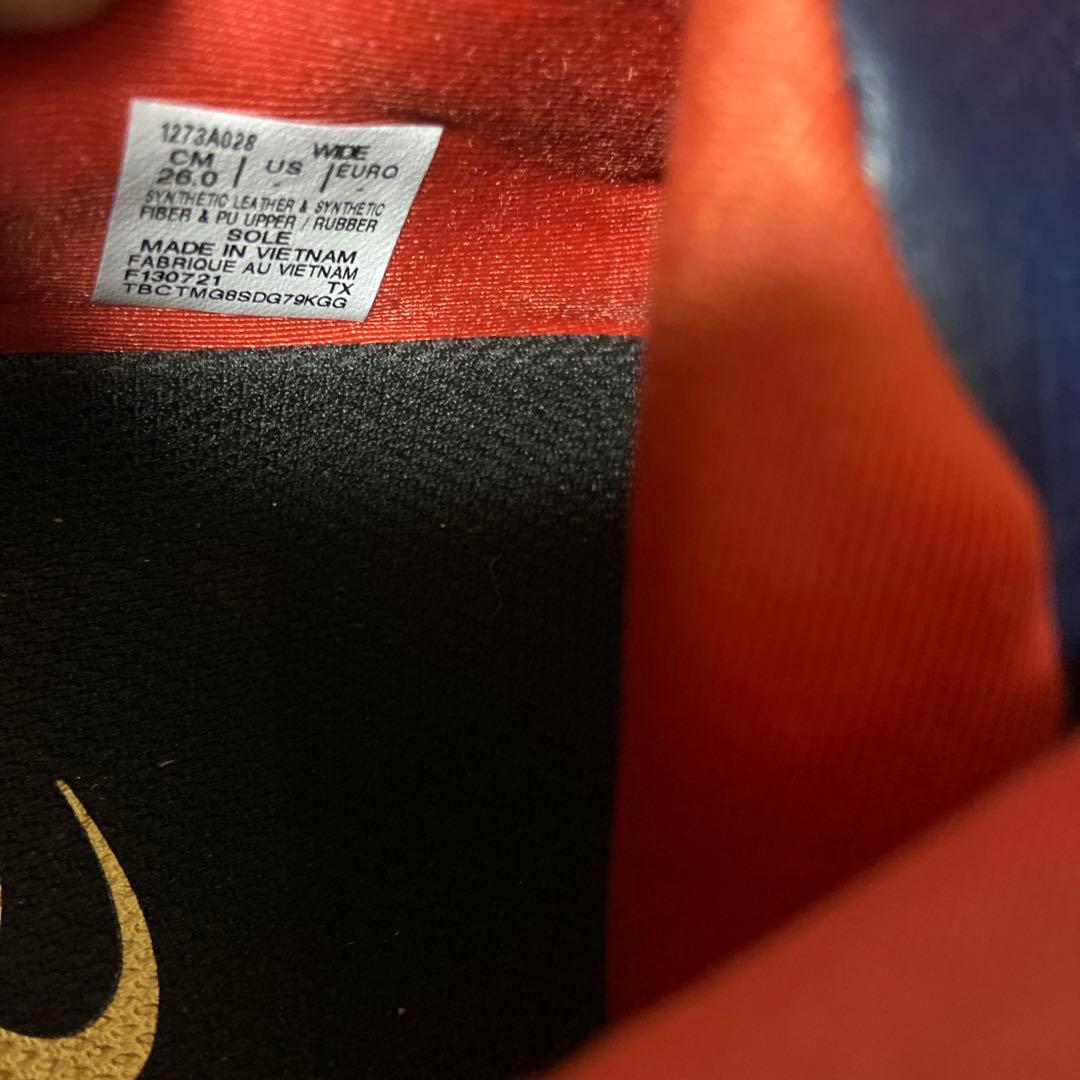 1273A028 WIDE
CM | US | EURO
26.0 - -
SYNTHETIC LEATHER & SYNTHETIC
FIBER & PU UPPER / RUBBER
SOLE
MADE IN VIETNAM
FABRIQUE AU VIETNAM
F130721 TX
TBCTMG8SDG79KGG